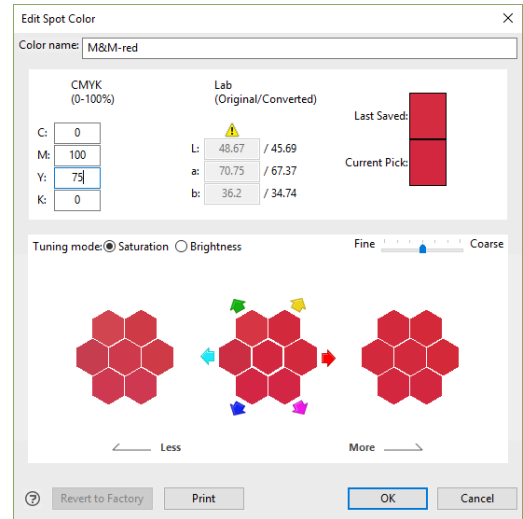 Edit Spot Color
Color name: M&M-red
CMYK
(0-100%)
Lab
(Original/Converted)
Last Saved:
Current Pick:
C: 0
M: 100
Y: 75
K: 0
L: 48.67 / 45.69
a: 70.75 / 67.37
b: 36.2 / 34.74
Tuning mode: Saturation Brightness
Fine Coarse
Less
More
? Revert to Factory Print OK Cancel